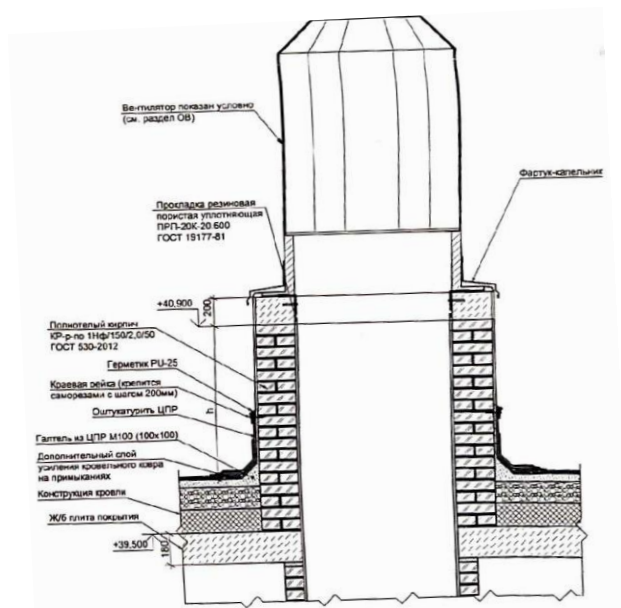 Вентилятор показан условно
(см. раздел ОВ)
Фартук-капельник
Прокладка резиновая
пористая уплотняющая
ПРП-20К-20.600
ГОСТ 19177-81
+40,900
200
Полнотелый кирпич
КР-р-по 1Нф/150/2,0/50
ГОСТ 530-2012
Герметик PU-25
Краевая рейка (крепится
саморезами с шагом 200мм)
h
Оштукатурить ЦПР
Галтель из ЦПР М100 (100х100)
Дополнительный слой
усиления кровельного ковра
на примыканиях
Конструкция кровли
Ж/б плита покрытия
+39,500
180